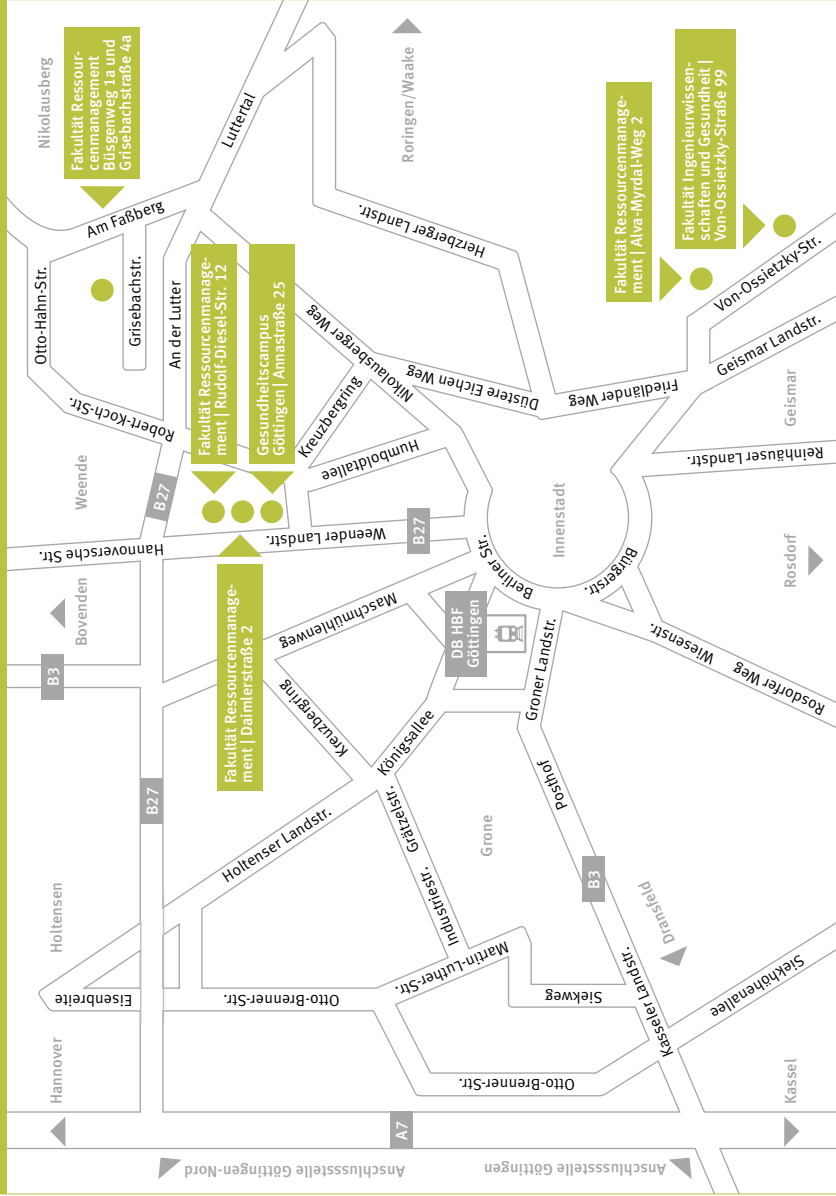 Nikolausberg
Fakultät Ressour-
cenmanagement
Büsgenweg 1a und
Grisebachstraße 4a
Luttertal
Roringen/Waake
Am Faßberg
Otto-Hahn-Str.
Grisebachstr.
An der Lutter
Robert-Koch-Str.
Herzberger Landstr.
Fakultät Ressourcenmanage-
ment | Alva-Myrdal-Weg 2
Fakultät Ingenieurwissen-
schaften und Gesundheit |
Von-Ossietzky-Straße 99
Von-Ossietzky-Str.
Geismar Landstr.
Geismar
Friedländer Weg
Düstere Eichen Weg
Nikolausberger Weg
Fakultät Ressourcenmanage-
ment | Rudolf-Diesel-Str. 12
Gesundheitscampus
Göttingen | Annastraße 25
Kreuzbergring
Humboldtallee
Reinhäuser Landstr.
Weende
B27
Hannoversche Str.
Weender Landstr.
B27
Innenstadt
Berliner Str.
Bürgerstr.
Rosdorf
Bovenden
B3
Fakultät Ressourcenmanage-
ment | Daimlerstraße 2
Maschmühlenweg
DB HBF
Göttingen
Wiesenstr.
Rosdorfer Weg
Kreuzbergring
Königsallee
Groner Landstr.
B27
Holtenser Landstr.
Grätzelstr.
Industriestr.
Grone
Posthof
B3
Dransfeld
Holtensen
Eisenbreite
Otto-Brenner-Str.
Martin-Luther-Str.
Siekweg
Kasseler Landstr.
Siekhöhenallee
Otto-Brenner-Str.
Hannover
A7
Kassel
Anschlussstelle Göttingen-Nord
Anschlussstelle Göttingen